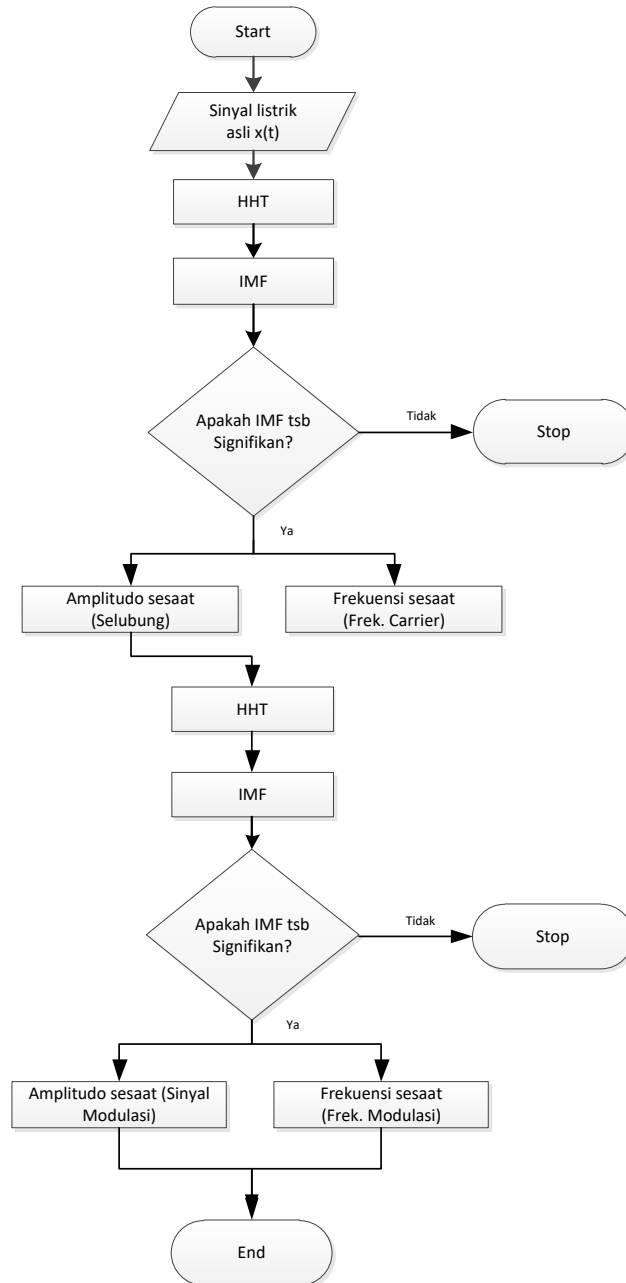 Start
Sinyal listrik
asli x(t)
HHT
IMF
Apakah IMF tsb
Signifikan?
Tidak
Stop
Ya
Amplitudo sesaat
(Selubung)
Frekuensi sesaat
(Frek. Carrier)
HHT
IMF
Apakah IMF tsb
Signifikan?
Tidak
Stop
Ya
Amplitudo sesaat (Sinyal
Modulasi)
Frekuensi sesaat
(Frek. Modulasi)
End